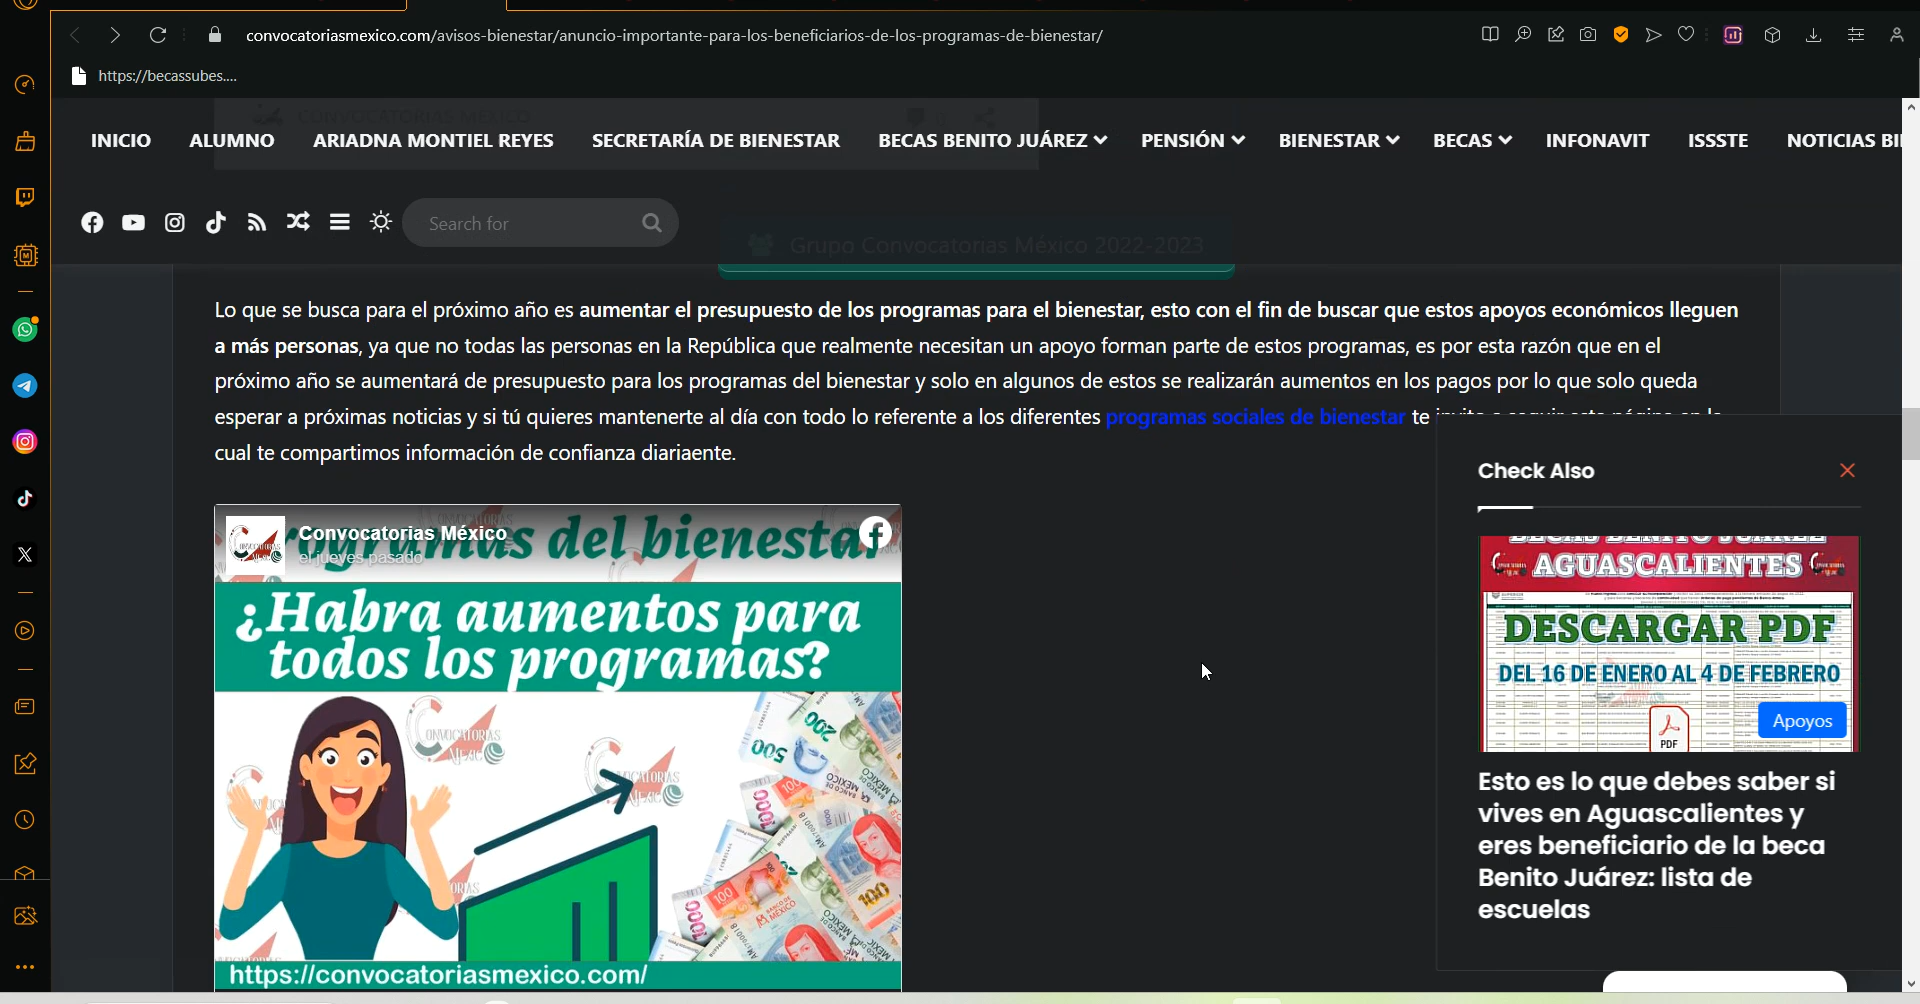 convocatoriasmexico.com/avisos-bienestar/anuncio-importante-para-los-beneficiarios-de-los-programas-de-bienestar/
https://becassubes....
CONVOCATORIAS MEXICO
INICIO ALUMNO ARIADNA MONTIEL REYES SECRETARÍA DE BIENESTAR BECAS BENITO JUÁREZ PENSIÓN BIENESTAR BECAS INFONAVIT ISSSTE NOTICIAS BI
Search for
Grupo Convocatorias México 2022-2023
Lo que se busca para el próximo año es aumentar el presupuesto de los programas para el bienestar, esto con el fin de buscar que estos apoyos económicos lleguen
a más personas, ya que no todas las personas en la República que realmente necesitan un apoyo forman parte de estos programas, es por esta razón que en el
próximo año se aumentará de presupuesto para los programas del bienestar y solo en algunos de estos se realizarán aumentos en los pagos por lo que solo queda
esperar a próximas noticias y si tú quieres mantenerte al día con todo lo referente a los diferentes programas sociales de bienestar te
cual te compartimos información de confianza diariaente.
Convocatorias México
el jueves pasado
rogramas del bienestar
¿Habra aumentos para
todos los programas?
CONVOCATORIAS
MEXICO
https://convocatoriasmexico.com/
Check Also
BECAS BENITO JUÁREZ
AGUASCALIENTES
DESCARGAR PDF
DEL 16 DE ENERO AL 4 DE FEBRERO
PDF
Apoyos
Esto es lo que debes saber si
vives en Aguascalientes y
eres beneficiario de la beca
Benito Juárez: lista de
escuelas